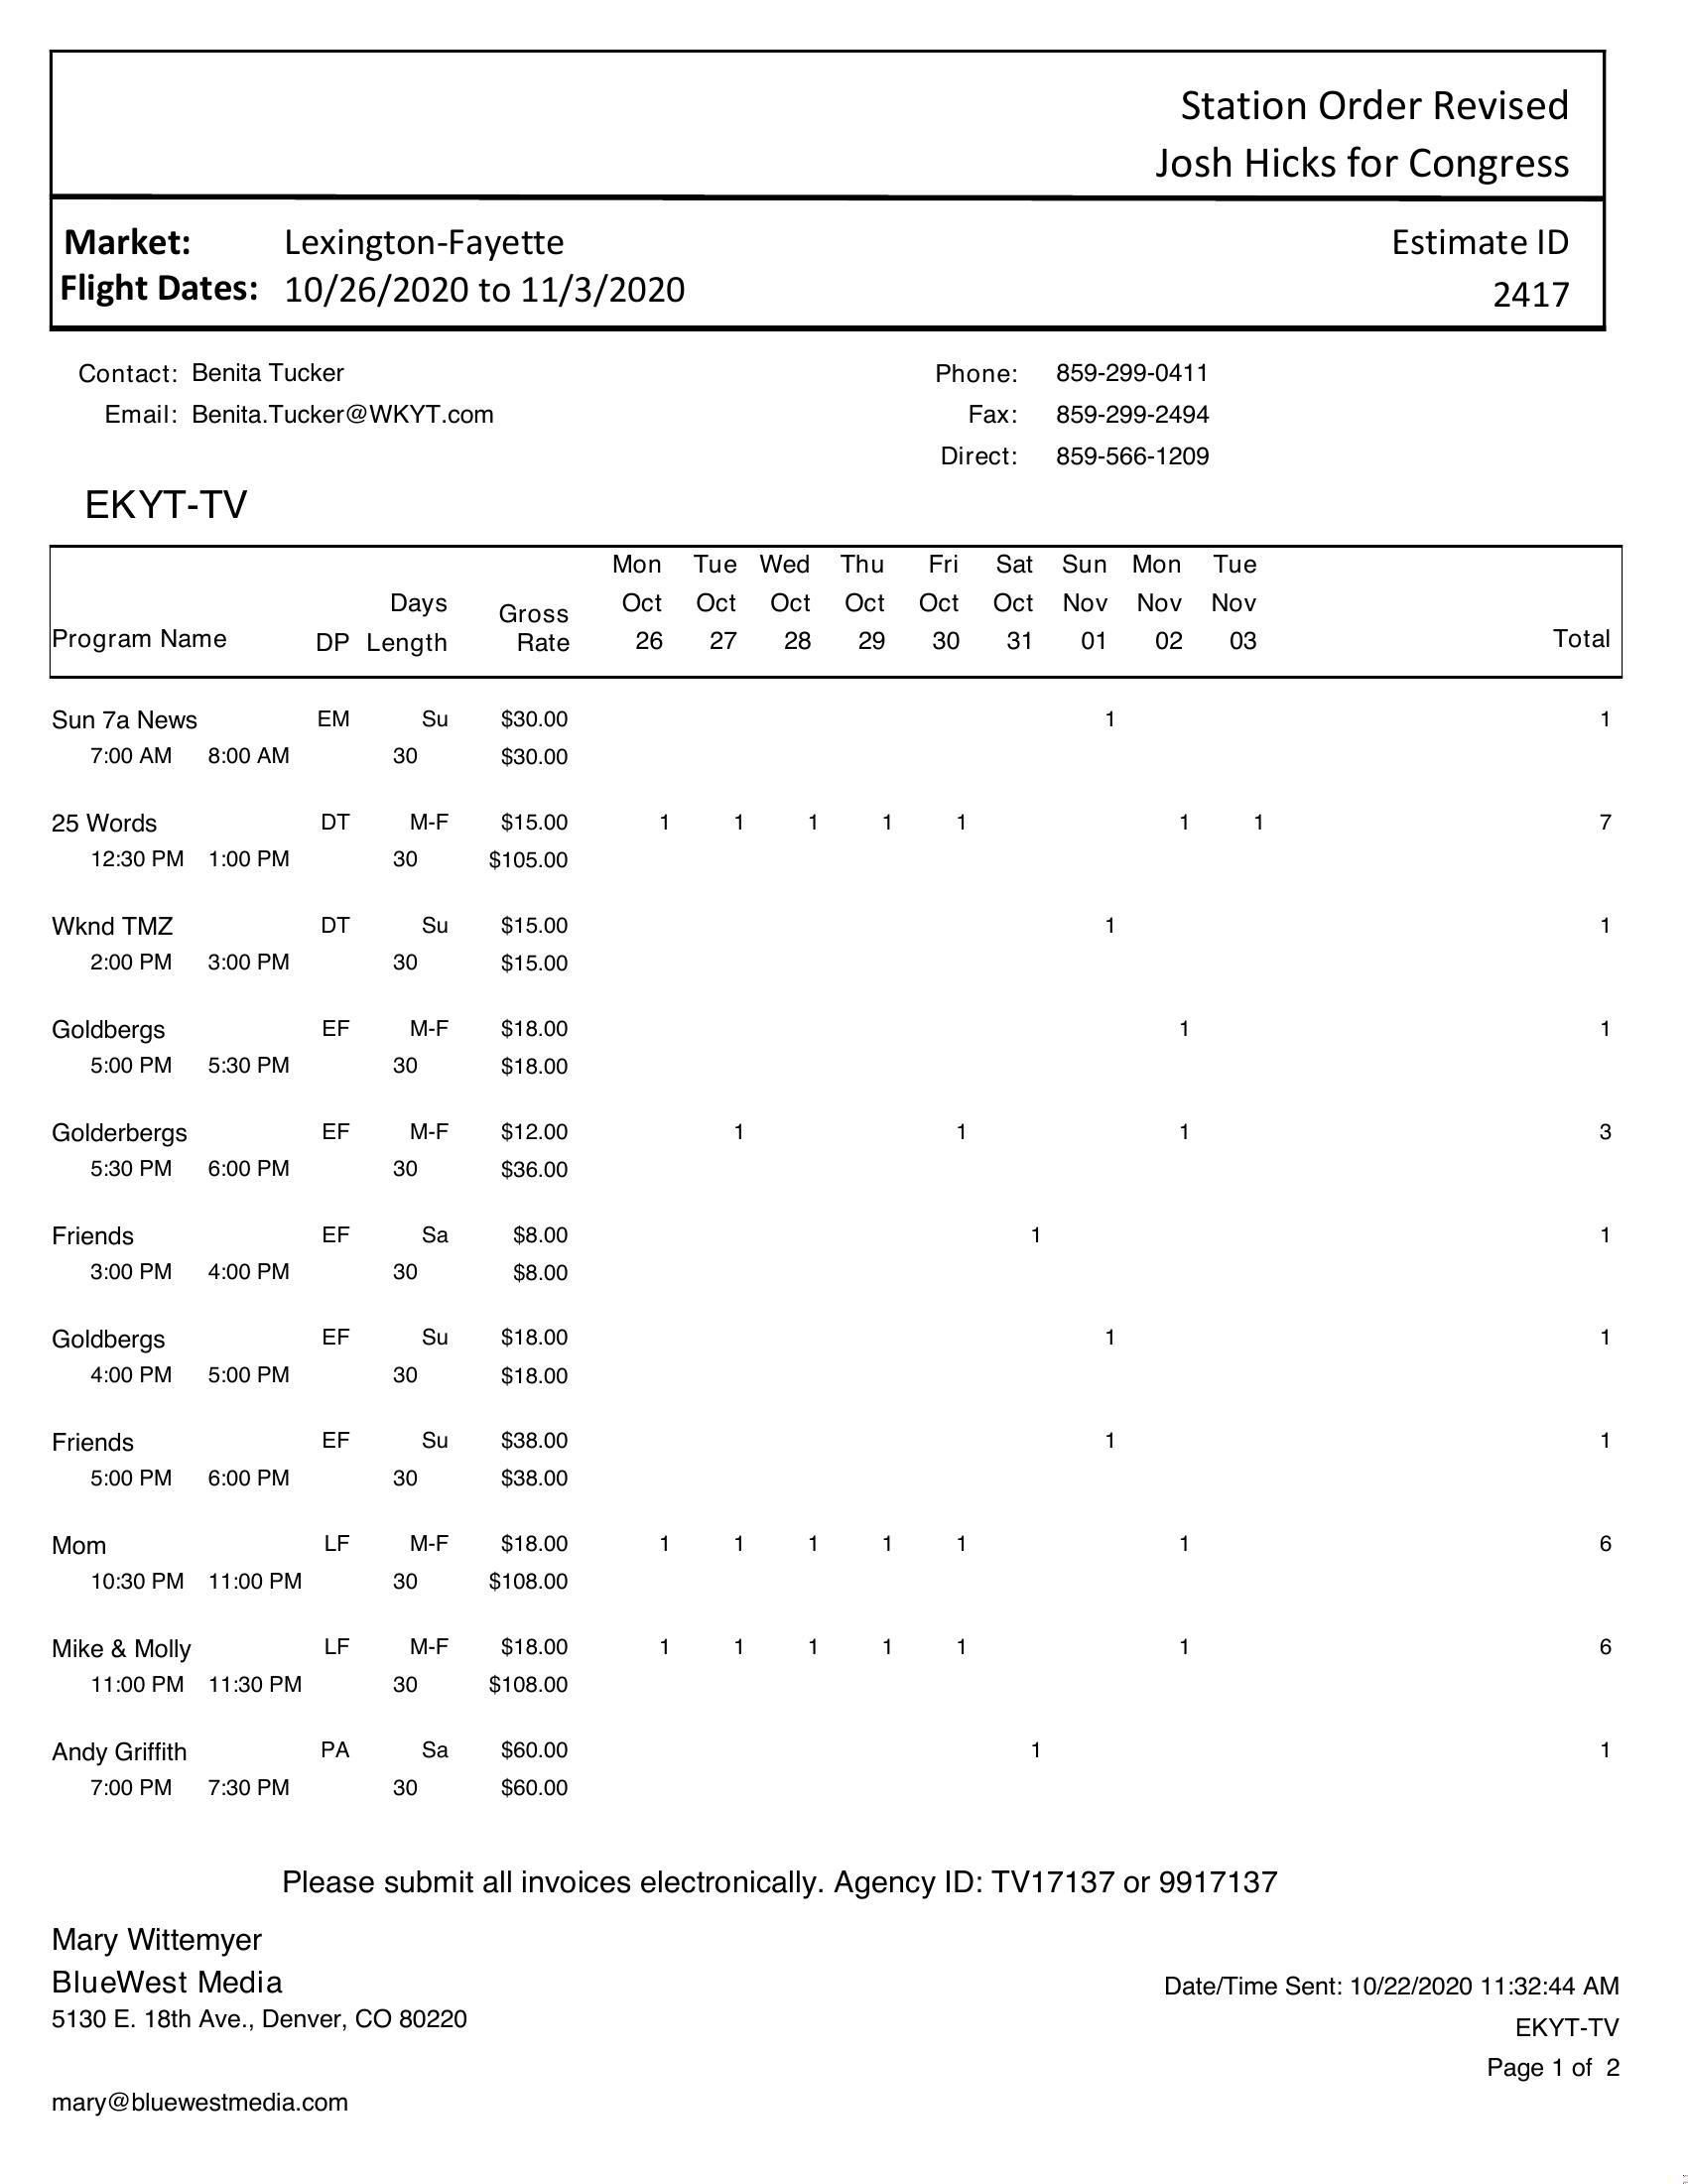 Station Order Revised
Josh Hicks for Congress
Market: Lexington-Fayette Estimate ID
Flight Dates: 10/26/2020 to 11/3/2020 2417
Contact: Benita Tucker Phone: 859-299-0411
Email: Benita.Tucker@WKYT.com Fax: 859-299-2494
Direct: 859-566-1209
EKYT-TV
Mon Tue Wed Thu Fri Sat Sun Mon Tue
Days Gross Oct Oct Oct Oct Oct Oct Nov Nov Nov
Program Name DP Length Rate 26 27 28 29 30 31 01 02 03 Total
Sun 7a News EM Su $30.00 1 1
7:00 AM 8:00 AM 30 $30.00
25 Words DT M-F $15.00 1 1 1 1 1 1 1 7
12:30 PM 1:00 PM 30 $105.00
Wknd TMZ DT Su $15.00 1 1
2:00 PM 3:00 PM 30 $15.00
Goldbergs EF M-F $18.00 1 1
5:00 PM 5:30 PM 30 $18.00
Golderbergs EF M-F $12.00 1 1 1 3
5:30 PM 6:00 PM 30 $36.00
Friends EF Sa $8.00 1 1
3:00 PM 4:00 PM 30 $8.00
Goldbergs EF Su $18.00 1 1
4:00 PM 5:00 PM 30 $18.00
Friends EF Su $38.00 1 1
5:00 PM 6:00 PM 30 $38.00
Mom LF M-F $18.00 1 1 1 1 1 1 6
10:30 PM 11:00 PM 30 $108.00
Mike & Molly LF M-F $18.00 1 1 1 1 1 1 6
11:00 PM 11:30 PM 30 $108.00
Andy Griffith PA Sa $60.00 1 1
7:00 PM 7:30 PM 30 $60.00
Please submit all invoices electronically. Agency ID: TV17137 or 9917137
Mary Wittemyer
BlueWest Media
5130 E. 18th Ave., Denver, CO 80220
mary@bluewestmedia.com
Date/Time Sent: 10/22/2020 11:32:44 AM
EKYT-TV
Page 1 of 2